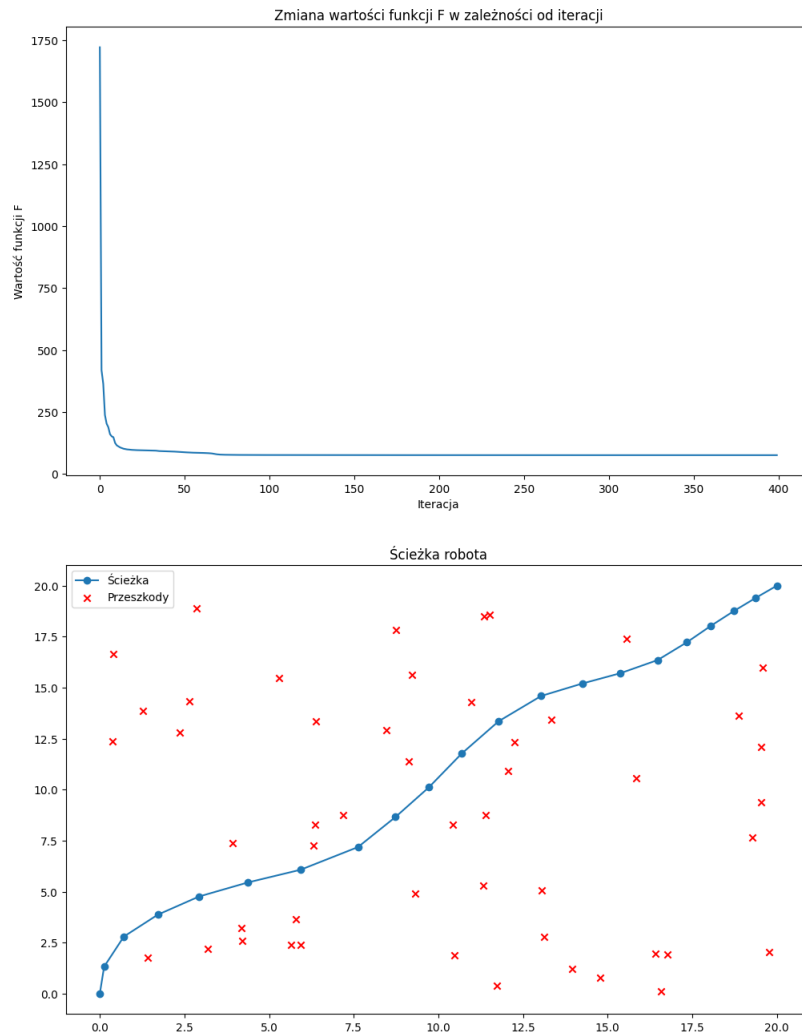 Zmiana wartości funkcji F w zależności od iteracji
1750
1500
1250
1000
750
500
250
0
Wartość funkcji F
0 50 100 150 200 250 300 350 400
Iteracja
Ścieżka robota
Ścieżka
Przeszkody
20.0
17.5
15.0
12.5
10.0
7.5
5.0
2.5
0.0
0.0 2.5 5.0 7.5 10.0 12.5 15.0 17.5 20.0